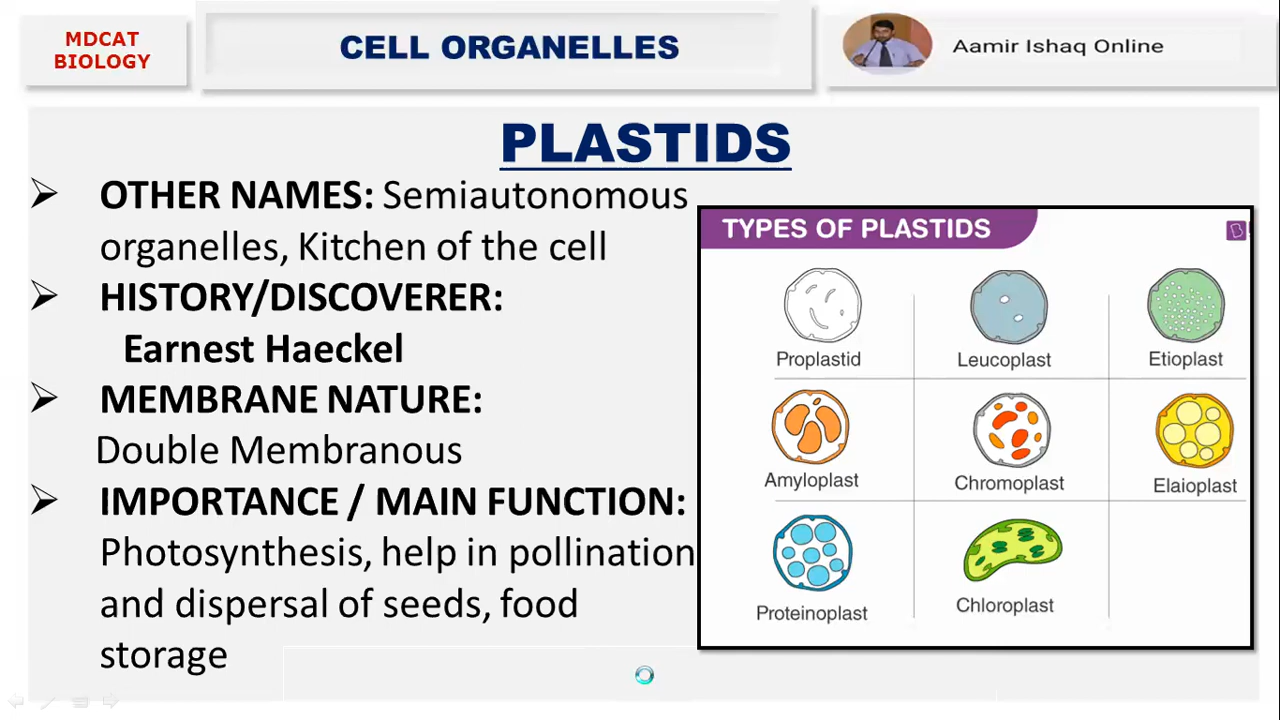 MDCAT
BIOLOGY
CELL ORGANELLES
Aamir Ishaq Online
PLASTIDS
➢ OTHER NAMES: Semiautonomous
organelles, Kitchen of the cell
➢ HISTORY/DISCOVERER:
Earnest Haeckel
➢ MEMBRANE NATURE:
Double Membranous
➢ IMPORTANCE / MAIN FUNCTION:
Photosynthesis, help in pollination
and dispersal of seeds, food
storage
TYPES OF PLASTIDS
B
Proplastid
Leucoplast
Etioplast
Amyloplast
Chromoplast
Elaioplast
Proteinoplast
Chloroplast